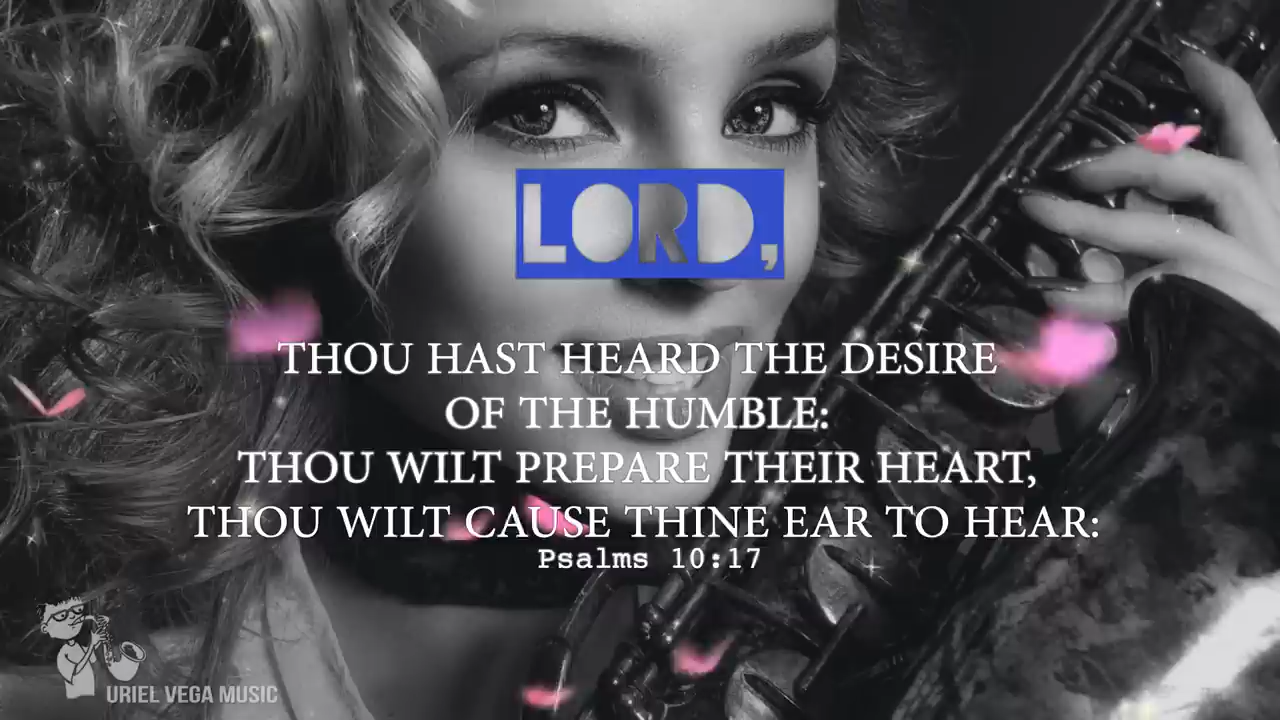 LORD,
THOU HAST HEARD THE DESIRE
OF THE HUMBLE:
THOU WILT PREPARE THEIR HEART,
THOU WILT CAUSE THINE EAR TO HEAR:
Psalms 10:17
URIEL VEGA MUSIC